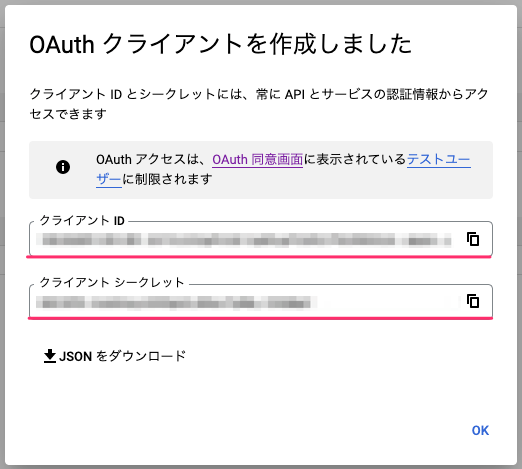 OAuth クライアントを作成しました
クライアント ID とシークレットには、常に API とサービスの認証情報からアク
セスできます
OAuth アクセスは、OAuth 同意画面に表示されているテストユー
ザーに制限されます
クライアント ID
クライアント シークレット
JSON をダウンロード
OK